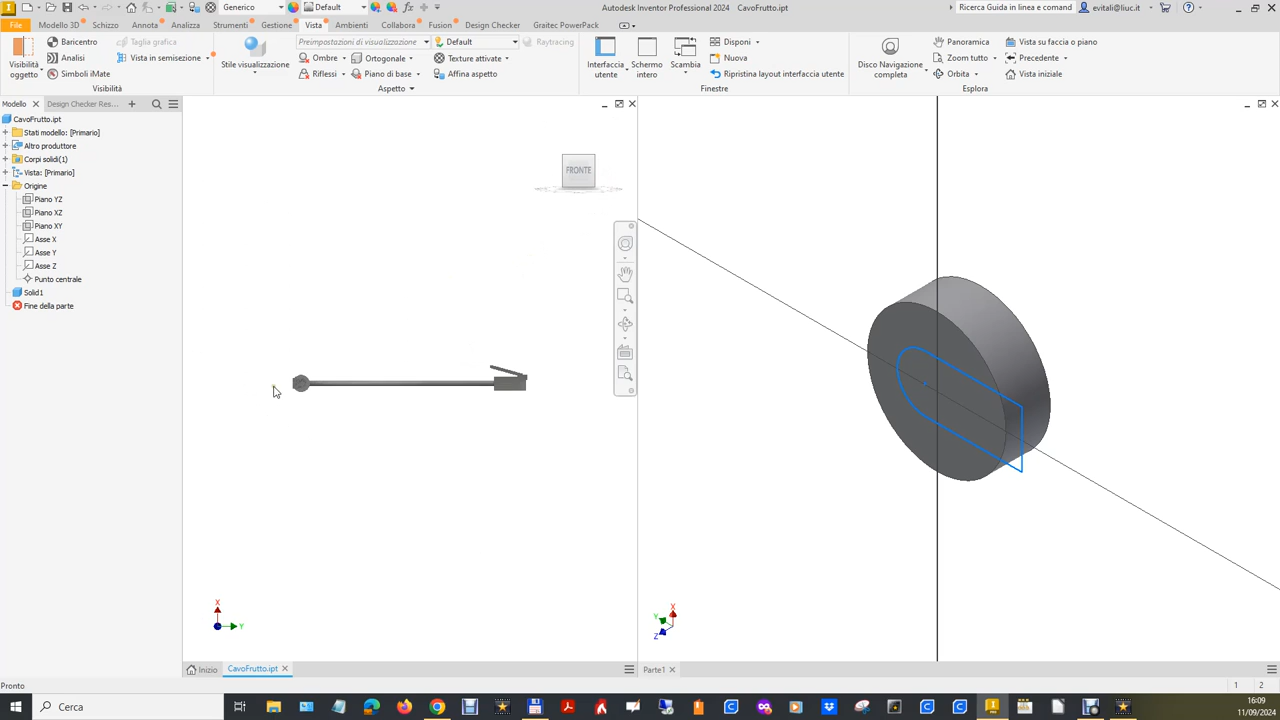 Generico
Default
Autodesk Inventor Professional 2024 CavoFrutto.ipt
Ricerca Guida in linea e comandi
evitali@liuc.it
File
Modello 3D
Schizzo
Annota
Analizza
Strumenti
Gestione
Vista
Ambienti
Collabora
Fusion
Design Checker
Graitec PowerPack
Visibilità oggetto
Baricentro
Analisi
Simboli iMate
Taglia grafica
Vista in semisezione
Visibilità
Stile visualizzazione
Preimpostazioni di visualizzazione
Ombre
Riflessi
Ortogonale
Piano di base
Default
Texture attivate
Affina aspetto
Raytracing
Aspetto
Interfaccia utente
Schermo intero
Scambia
Disponi
Nuova
Ripristina layout interfaccia utente
Finestre
Disco Navigazione completa
Panoramica
Zoom tutto
Orbita
Vista su faccia o piano
Precedente
Vista iniziale
Esplora
Modello
Design Checker Res...
CavoFrutto.ipt
Stati modello: [Primario]
Altro produttore
Corpi solidi(1)
Vista: [Primario]
Origine
Piano YZ
Piano XZ
Piano XY
Asse X
Asse Y
Asse Z
Punto centrale
Solid1
Fine della parte
FRONTE
X
Y
X
Y
Z
Inizio
CavoFrutto.ipt
Parte1
Pronto
1
2
Cerca
16:09
11/09/2024